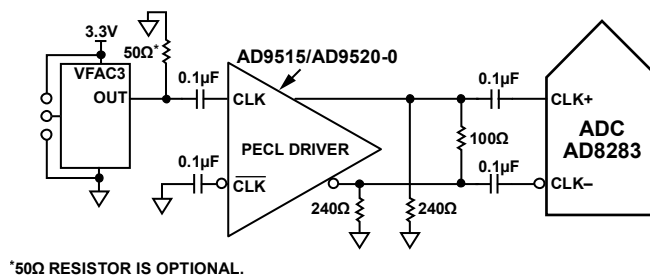 3.3V
50Ω*
AD9515/AD9520-0
VFAC3
OUT
0.1µF
CLK
0.1µF
CLK+
100Ω
ADC
AD8283
PECL DRIVER
0.1µF
CLK
0.1µF
CLK–
240Ω
240Ω
*50Ω RESISTOR IS OPTIONAL.